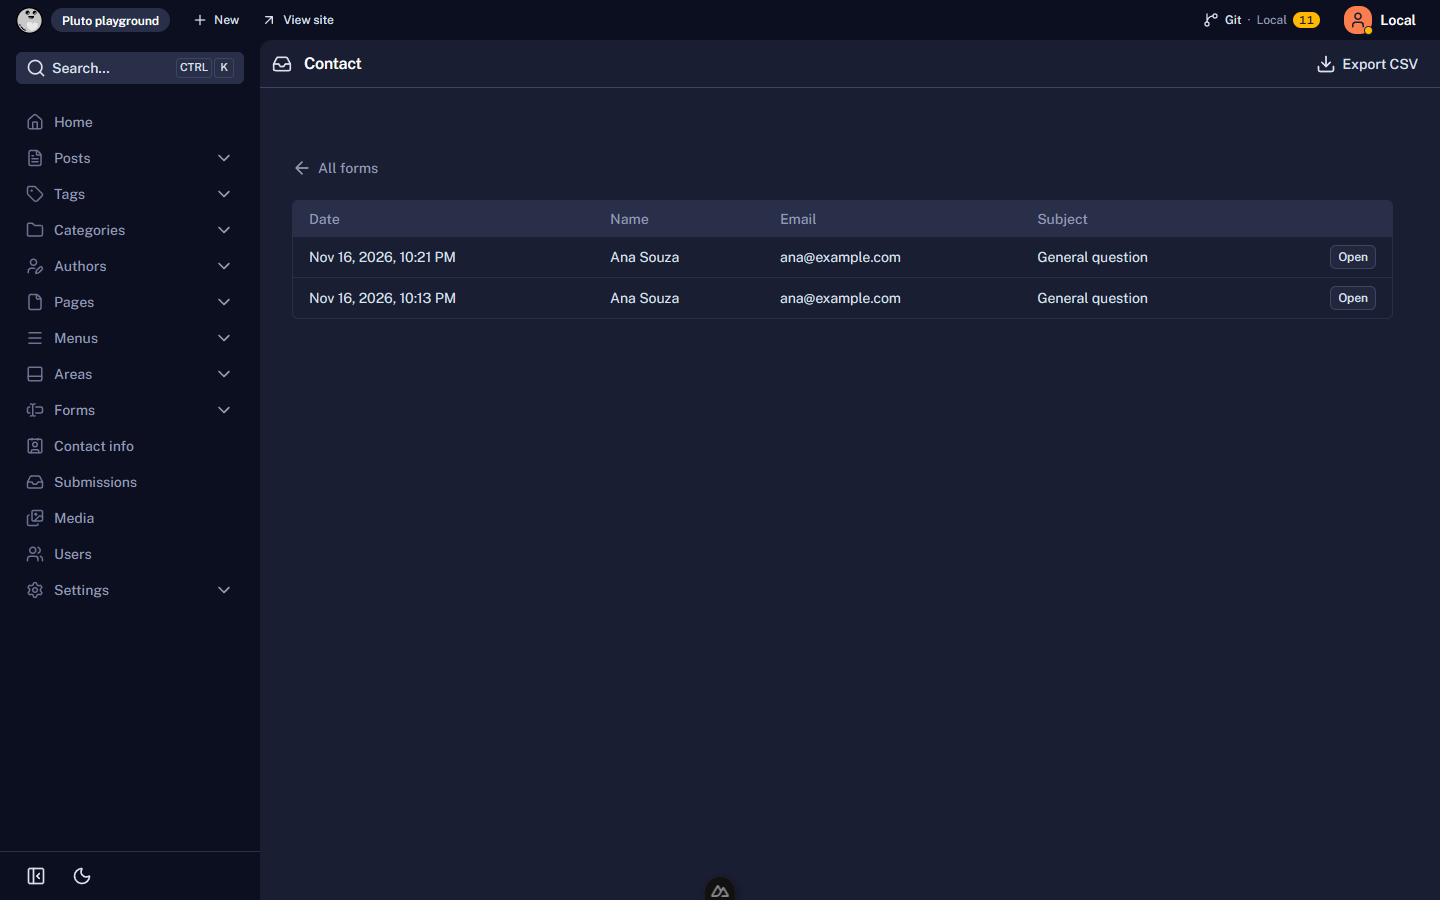 Pluto playground
New
View site
Git · Local 11
Local
Search...
CTRL K
Contact
Export CSV
Home
Posts
Tags
Categories
Authors
Pages
Menus
Areas
Forms
Contact info
Submissions
Media
Users
Settings
All forms
Date Name Email Subject
Nov 16, 2026, 10:21 PM Ana Souza ana@example.com General question Open
Nov 16, 2026, 10:13 PM Ana Souza ana@example.com General question Open